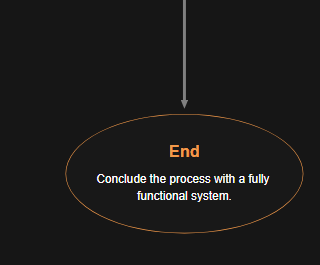 End
Conclude the process with a fully
functional system.